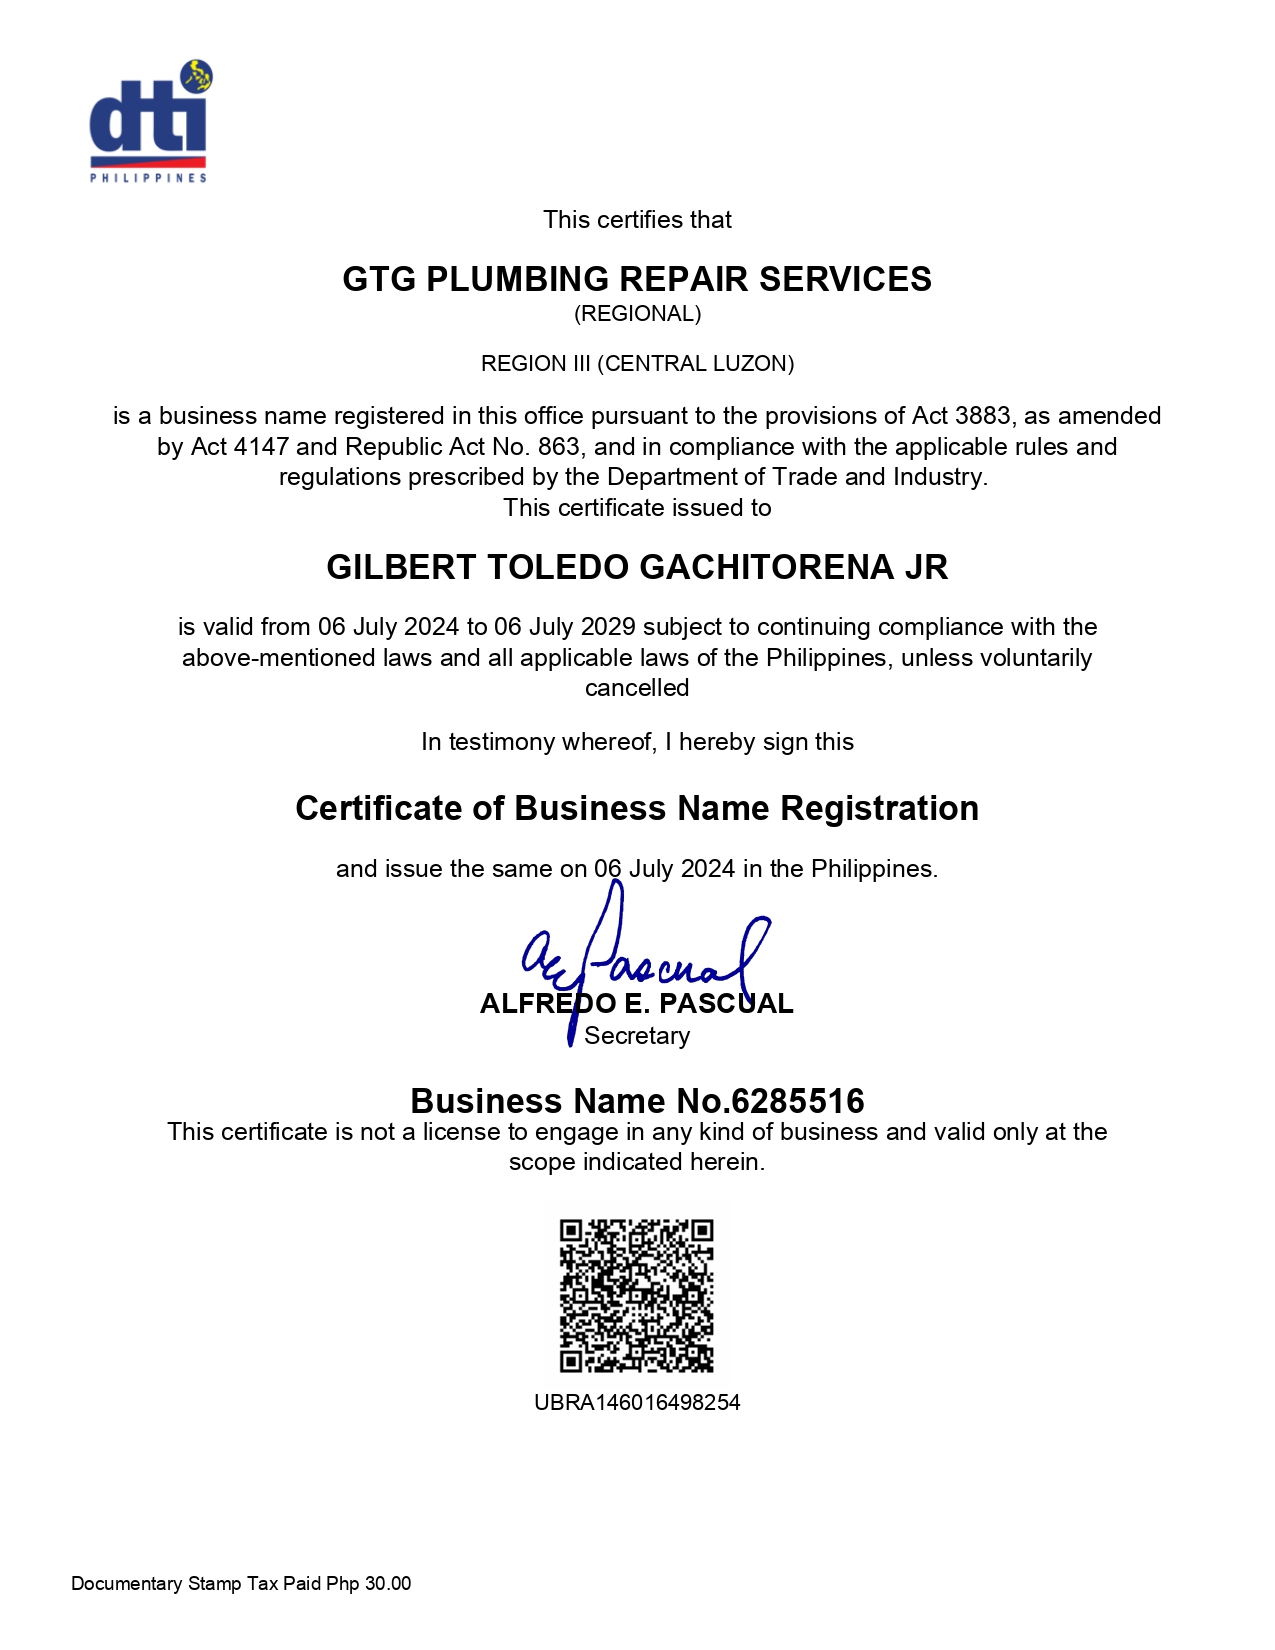 dti
PHILIPPINES
This certifies that
GTG PLUMBING REPAIR SERVICES
(REGIONAL)
REGION III (CENTRAL LUZON)
is a business name registered in this office pursuant to the provisions of Act 3883, as amended
by Act 4147 and Republic Act No. 863, and in compliance with the applicable rules and
regulations prescribed by the Department of Trade and Industry.
This certificate issued to
GILBERT TOLEDO GACHITORENA JR
is valid from 06 July 2024 to 06 July 2029 subject to continuing compliance with the
above-mentioned laws and all applicable laws of the Philippines, unless voluntarily
cancelled
In testimony whereof, I hereby sign this
Certificate of Business Name Registration
and issue the same on 06 July 2024 in the Philippines.
ae Pascual
ALFREDO E. PASCUAL
Secretary
Business Name No.6285516
This certificate is not a license to engage in any kind of business and valid only at the
scope indicated herein.
UBRA146016498254
Documentary Stamp Tax Paid Php 30.00